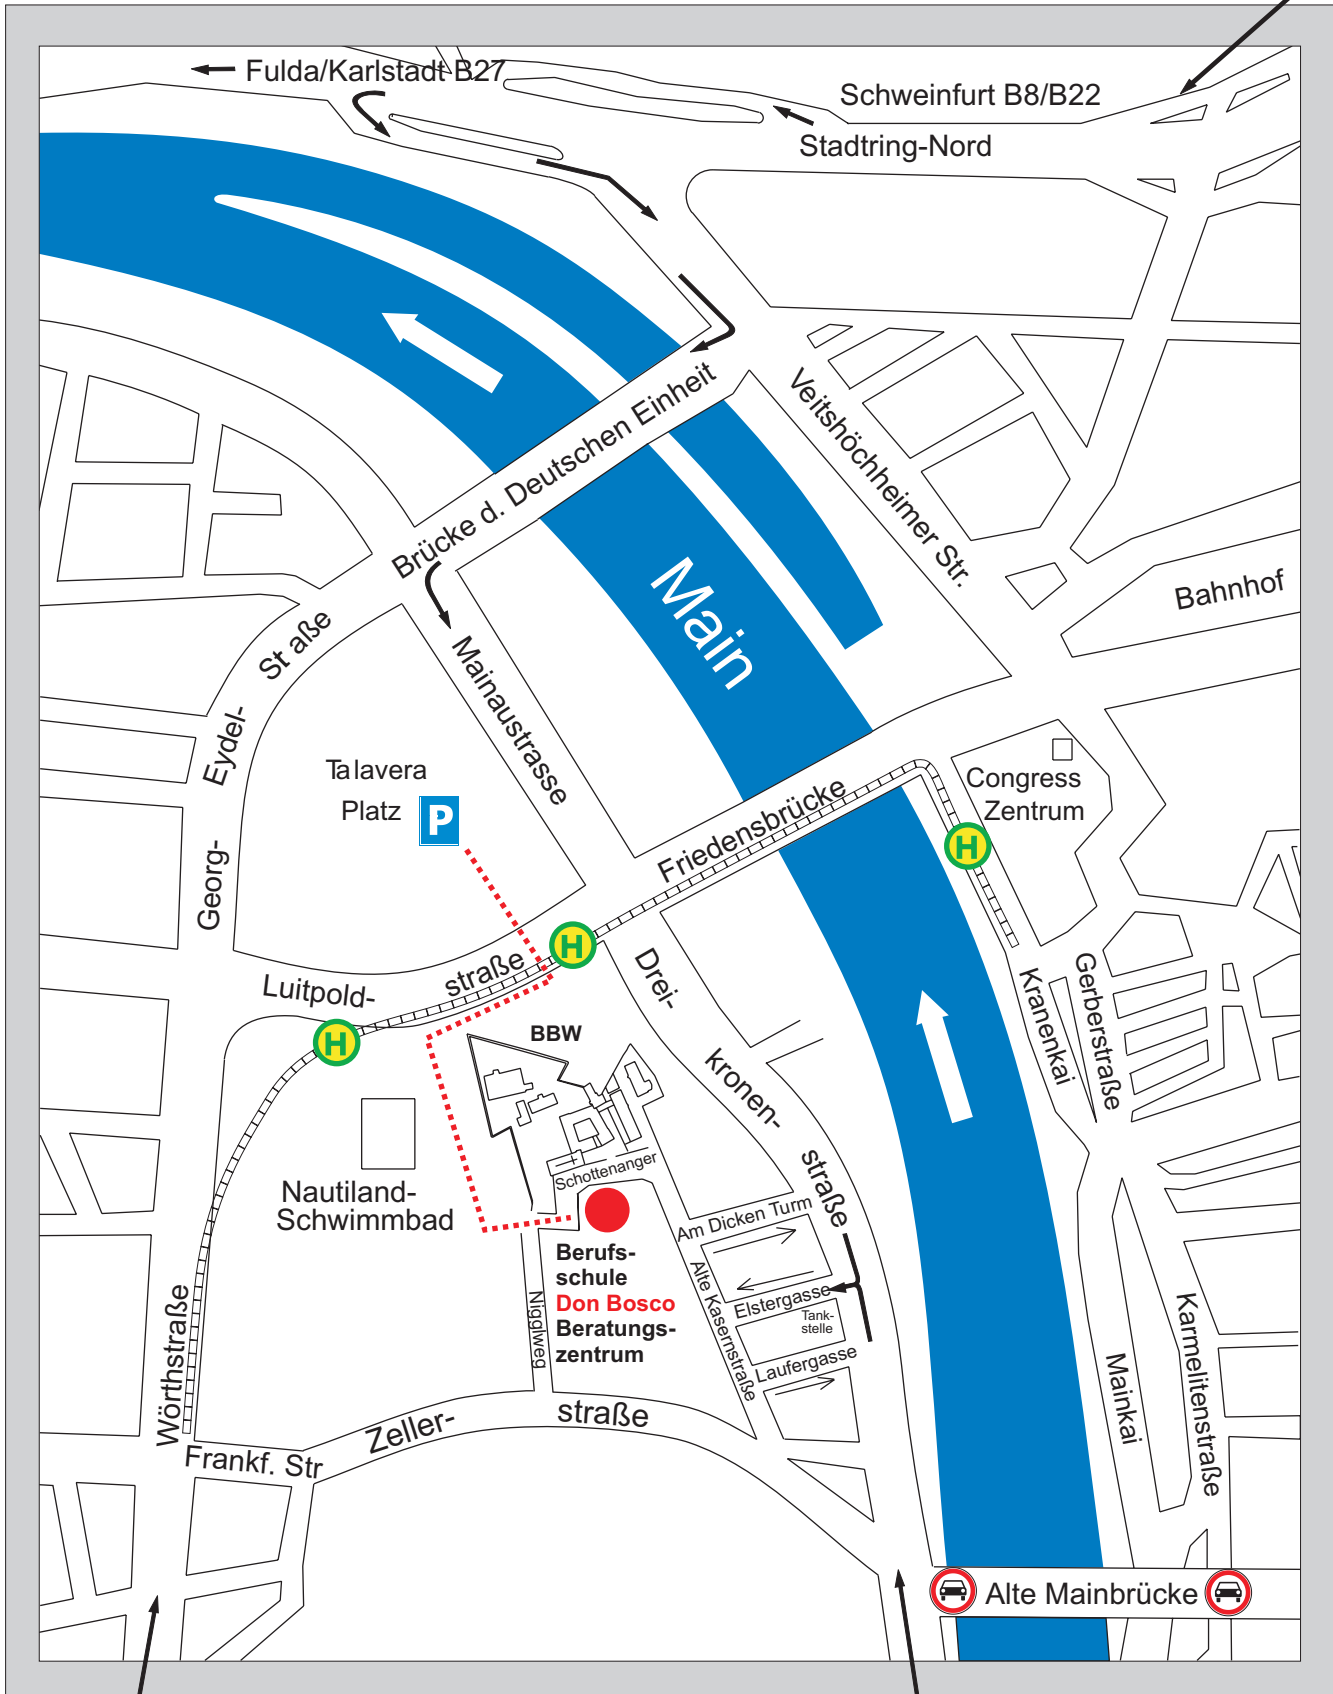 Fulda/Karlstadt B27
Schweinfurt B8/B22
Stadtring-Nord
Brücke d. Deutschen Einheit
Veitshöchheimer Str.
Bahnhof
Main
St aße
Eydel-
Georg-
Mainaustrasse
Talavera
Platz
P
Congress
Zentrum
Friedensbrücke
H
H
H
Luitpold-
straße
Drei-
kronen-
straße
Kranenkai
Gerberstraße
BBW
Schottenanger
Nautiland-
Schwimmbad
Am Dicken Turm
Berufs-
schule
Don Bosco
Beratungs-
zentrum
Nigglweg
Alte Kasernstraße
Elstergasse
Tank-
stelle
Laufergasse
Wörthstraße
Frankf. Str
Zeller-
straße
Mainkai
Karmelitenstraße
Alte Mainbrücke